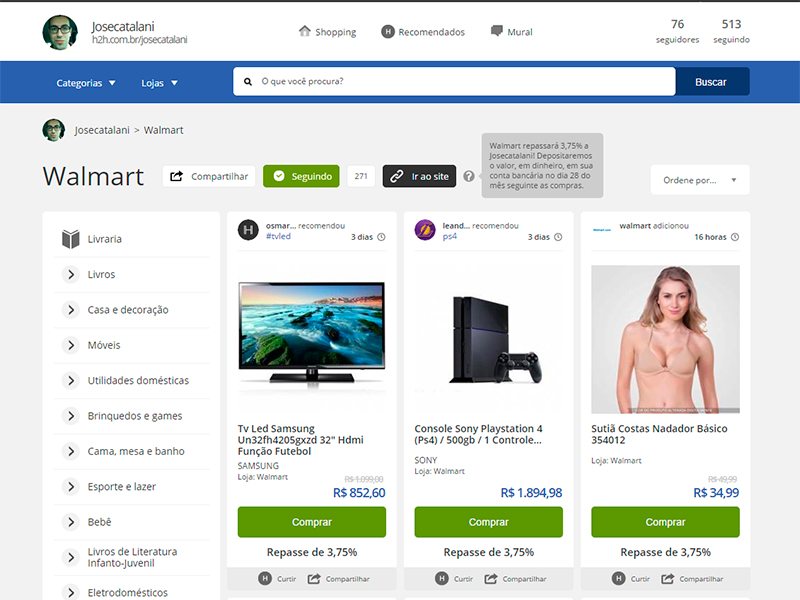 Josecatalani
h2h.com.br/josecatalani
Shopping
H Recomendados
Mural
76
seguidores
513
seguindo
Categorias
Lojas
O que você procura?
Buscar
Josecatalani > Walmart
Walmart repassará 3,75% a
Josecatalani! Depositaremos
o valor, em dinheiro, em sua
conta bancária no dia 28 do
mês seguinte as compras.
Walmart
Compartilhar
Seguindo
271
Ir ao site
?
Ordene por...
Livraria
Livros
Casa e decoração
Móveis
Utilidades domésticas
Brinquedos e games
Cama, mesa e banho
Esporte e lazer
Bebê
Livros de Literatura
Infanto-Juvenil
Eletrodomésticos
H
osmar... recomendou
#tvled
3 dias
Tv Led Samsung
Un32fh4205gxzd 32" Hdmi
Função Futebol
SAMSUNG
Loja: Walmart
R$ 1.099,00
R$ 852,60
Comprar
Repasse de 3,75%
H Curtir
Compartilhar
leand... recomendou
ps4
3 dias
Console Sony Playstation 4
(Ps4) / 500gb / 1 Controle...
SONY
Loja: Walmart
R$ 1.894,98
Comprar
Repasse de 3,75%
H Curtir
Compartilhar
walmart adicionou
16 horas
Sutiã Costas Nadador Básico
354012
Loja: Walmart
R$ 49,99
R$ 34,99
Comprar
Repasse de 3,75%
H Curtir
Compartilhar